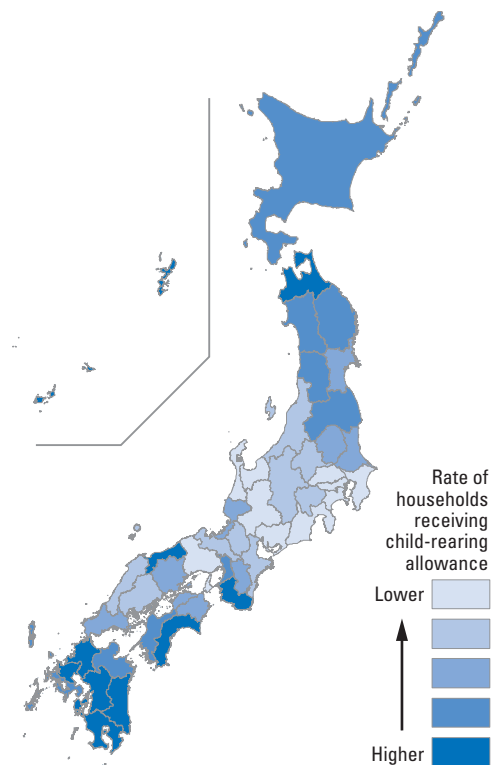 Rate of
households
receiving
child-rearing
allowance
Lower
Higher